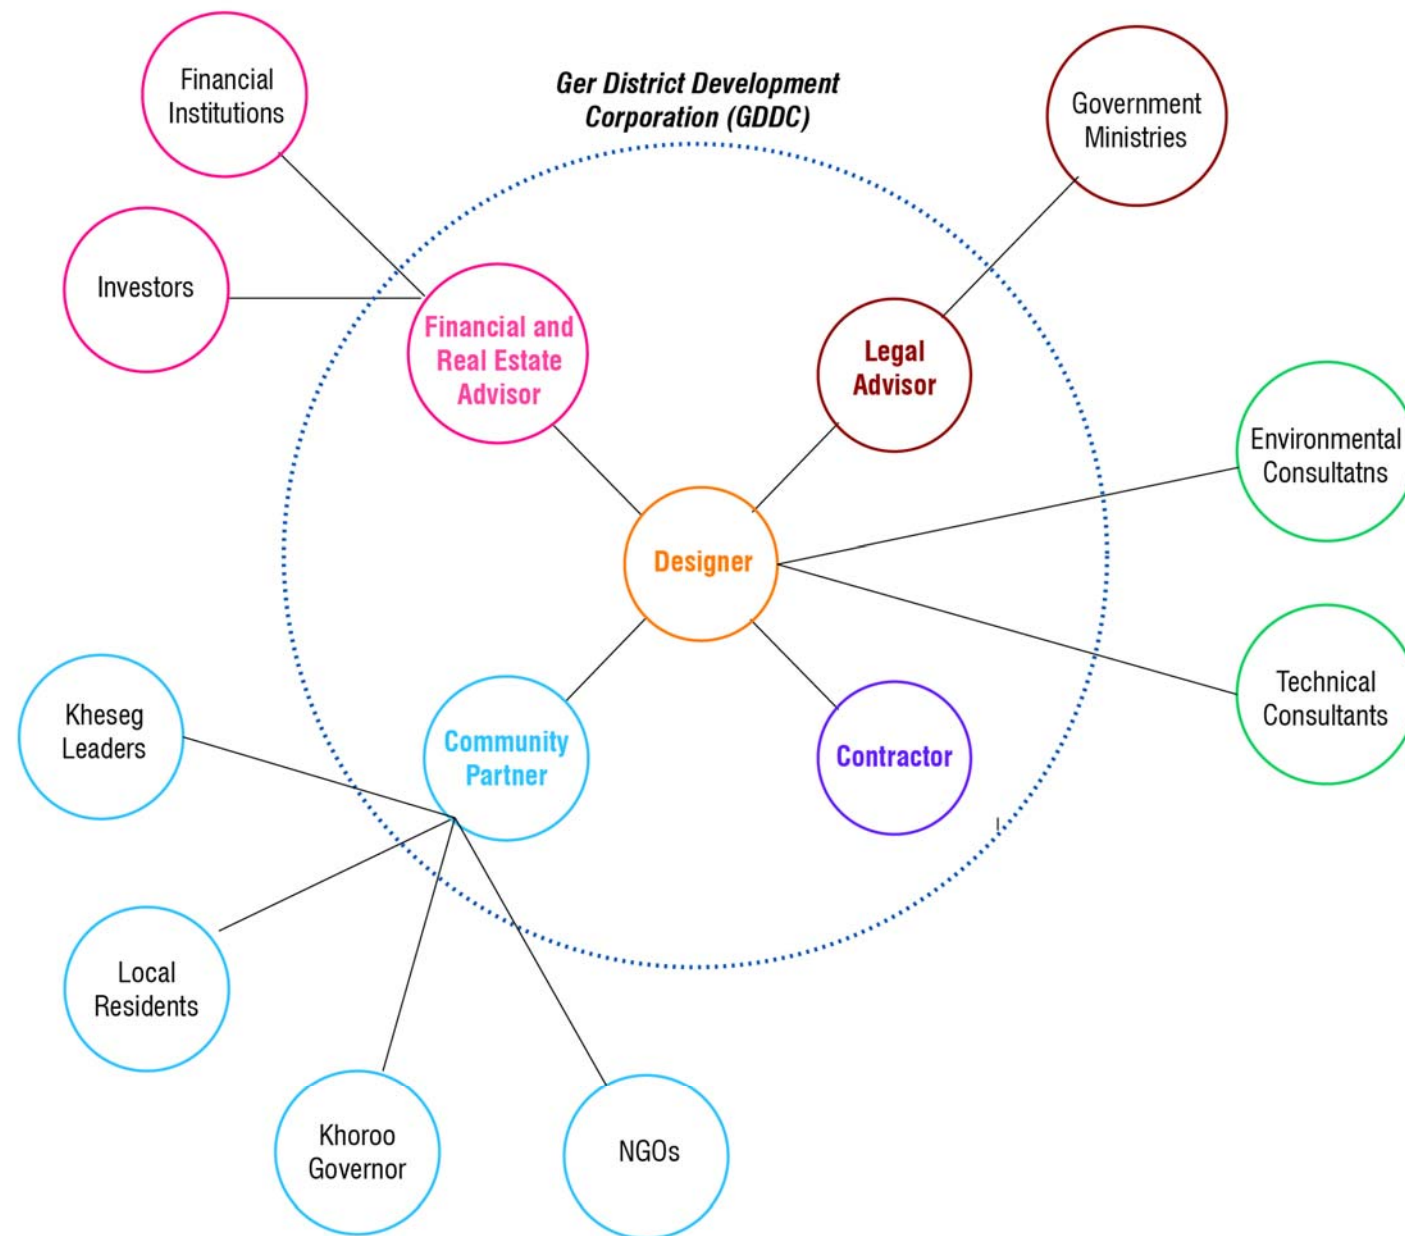 Financial
Institutions
Ger District Development
Corporation (GDDC)
Government
Ministries
Investors
Financial and
Real Estate
Advisor
Legal
Advisor
Environmental
Consultatns
Designer
Technical
Consultants
Kheseg
Leaders
Community
Partner
Contractor
Local
Residents
Khoroo
Governor
NGOs